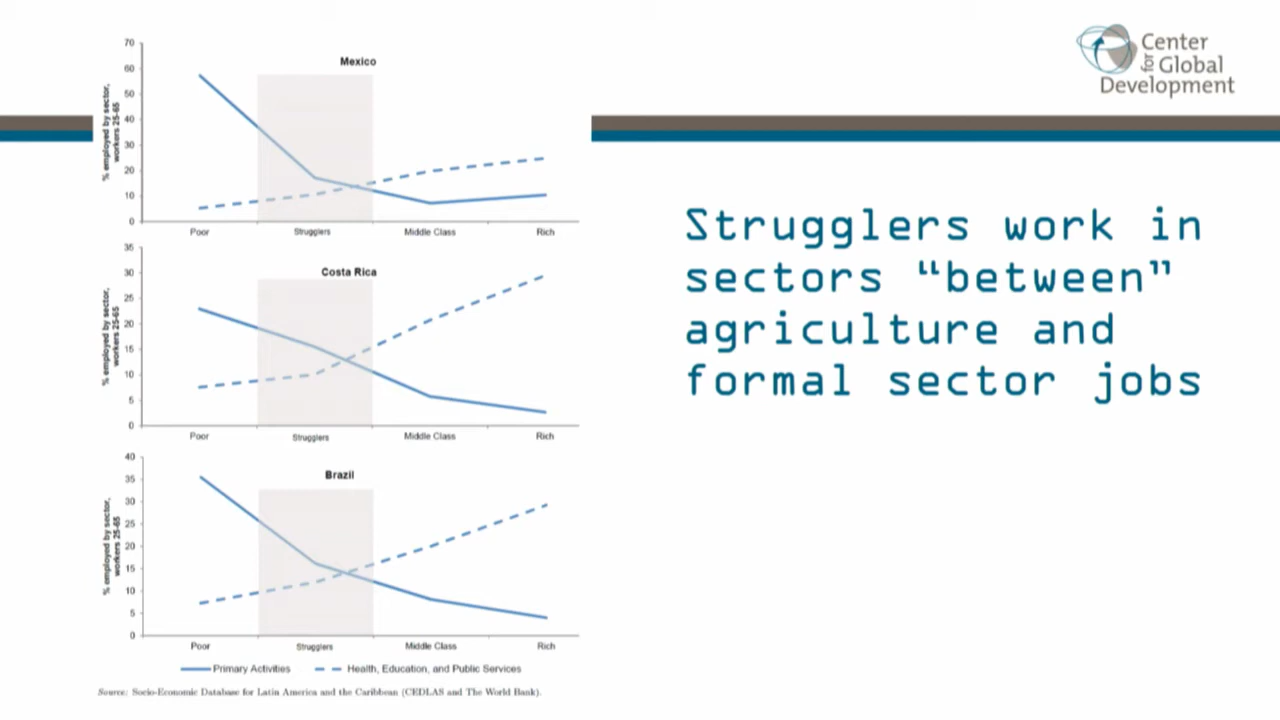 Center
for Global
Development
Strugglers work in
sectors “between”
agriculture and
formal sector jobs
70
60
50
40
30
20
10
0
% employed by sector,
workers 25-65
Mexico
Poor
Strugglers
Middle Class
Rich
35
30
25
20
15
10
5
0
% employed by sector,
workers 25-65
Costa Rica
Poor
Strugglers
Middle Class
Rich
40
35
30
25
20
15
10
5
0
% employed by sector,
workers 25-65
Brazil
Poor
Strugglers
Middle Class
Rich
Primary Activities
Health, Education, and Public Services
Source: Socio-Economic Database for Latin America and the Caribbean (CEDLAS and The World Bank).